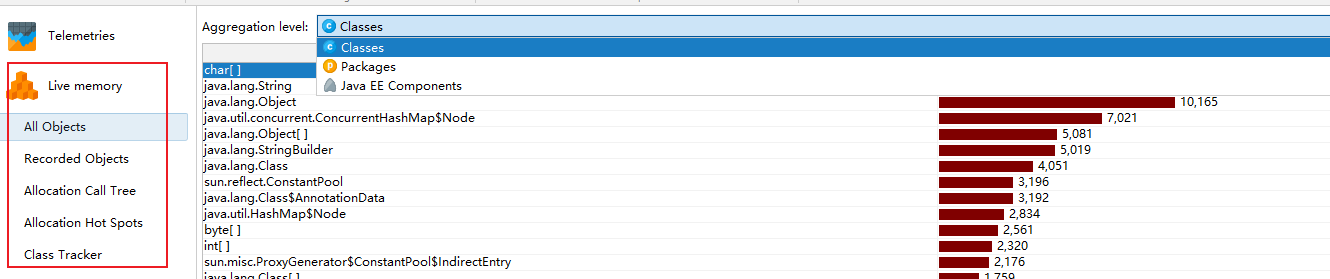 Telemetries
Live memory
All Objects
Recorded Objects
Allocation Call Tree
Allocation Hot Spots
Class Tracker
Aggregation level: Classes
Classes
Packages
Java EE Components
char[ ]
java.lang.String
java.lang.Object 10,165
java.util.concurrent.ConcurrentHashMap$Node 7,021
java.lang.Object[ ] 5,081
java.lang.StringBuilder 5,019
java.lang.Class 4,051
sun.reflect.ConstantPool 3,196
java.lang.Class$AnnotationData 3,192
java.util.HashMap$Node 2,834
byte[ ] 2,561
int[ ] 2,320
sun.misc.ProxyGenerator$ConstantPool$IndirectEntry 2,176
java.lang.Class[ ] 1,759